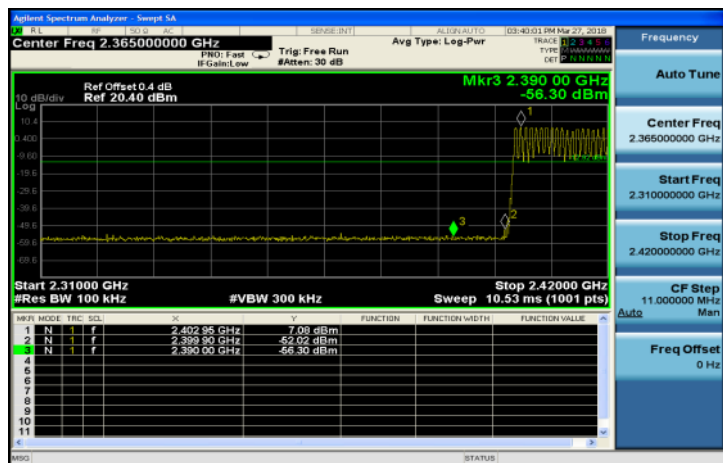 Agilent Spectrum Analyzer - Swept SA
RL RF 50 Ω AC SENSE:INT ALIGN AUTO 03:40:01 PM Mar 27, 2018
Center Freq 2.365000000 GHz
PNO: Fast
IFGain:Low
Trig: Free Run
#Atten: 30 dB
Avg Type: Log-Pwr
TRACE 1 2 3 4 5 6
TYPE
DET P N N N N N
Ref Offset 0.4 dB
10 dB/div Ref 20.40 dBm
Log
Mkr3 2.390 00 GHz
-56.30 dBm
10.4
0.400
-9.60
-19.6
-29.6
-39.6
-49.6
-59.6
-69.6
1
2
3
Start 2.31000 GHz Stop 2.42000 GHz
#Res BW 100 kHz #VBW 300 kHz Sweep 10.53 ms (1001 pts)
MKR MODE TRC SCL X Y FUNCTION FUNCTION WIDTH FUNCTION VALUE
1 N 1 f 2.402 95 GHz 7.08 dBm
2 N 1 f 2.399 90 GHz -52.02 dBm
3 N 1 f 2.390 00 GHz -56.30 dBm
4
5
6
7
8
9
10
11
MSG STATUS
Frequency
Auto Tune
Center Freq
2.365000000 GHz
Start Freq
2.310000000 GHz
Stop Freq
2.420000000 GHz
CF Step
11.000000 MHz
Auto Man
Freq Offset
0 Hz